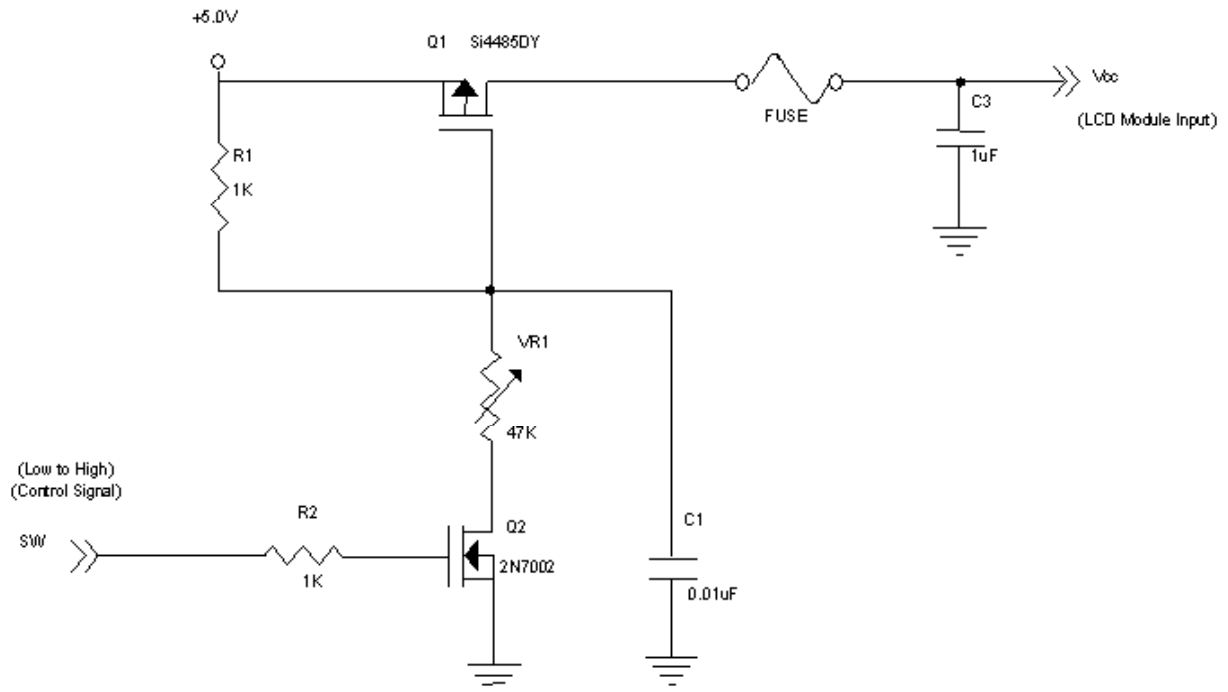 +5.0V
Q1 Si4485DY
FUSE
Vcc
(LCD Module Input)
C3
1uF
R1
1K
VR1
47K
(Low to High)
(Control Signal)
SW
R2
1K
Q2
2N7002
C1
0.01uF